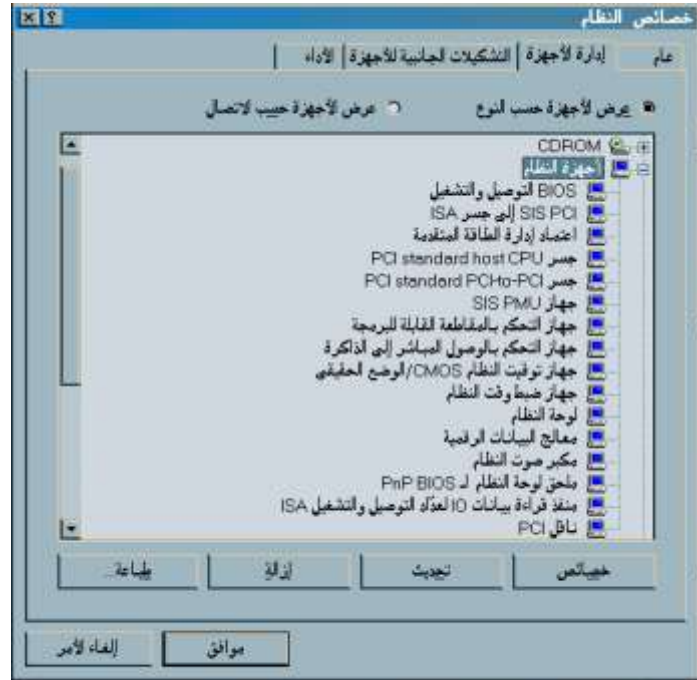 خصائص النظام
عام
إدارة الأجهزة
التشكيلات الجانبية للأجهزة
الأداء
عرض الأجهزة حسب النوع
عرض الأجهزة حسب الاتصال
CDROM
أجهزة النظام
BIOS التوصيل والتشغيل
SIS PCI إلى جسر ISA
اعتماد إدارة الطاقة المتقدمة
جسر PCI standard host CPU
جسر PCI standard PCI-to-PCI
جهاز SIS PMU
جهاز التحكم بالمقاطعة القابلة للبرمجة
جهاز التحكم بالوصول المباشر إلى الذاكرة
جهاز توقيت النظام CMOS/الوضع الحقيقي
جهاز ضبط وقت النظام
لوحة النظام
معالج البيانات الرقمية
مكبر صوت النظام
ملحق لوحة النظام لـ PnP BIOS
منفذ قراءة بيانات IO لعدّاد التوصيل والتشغيل ISA
ناقل PCI
خصائص
تحديث
إزالة
طباعة...
موافق
إلغاء الأمر